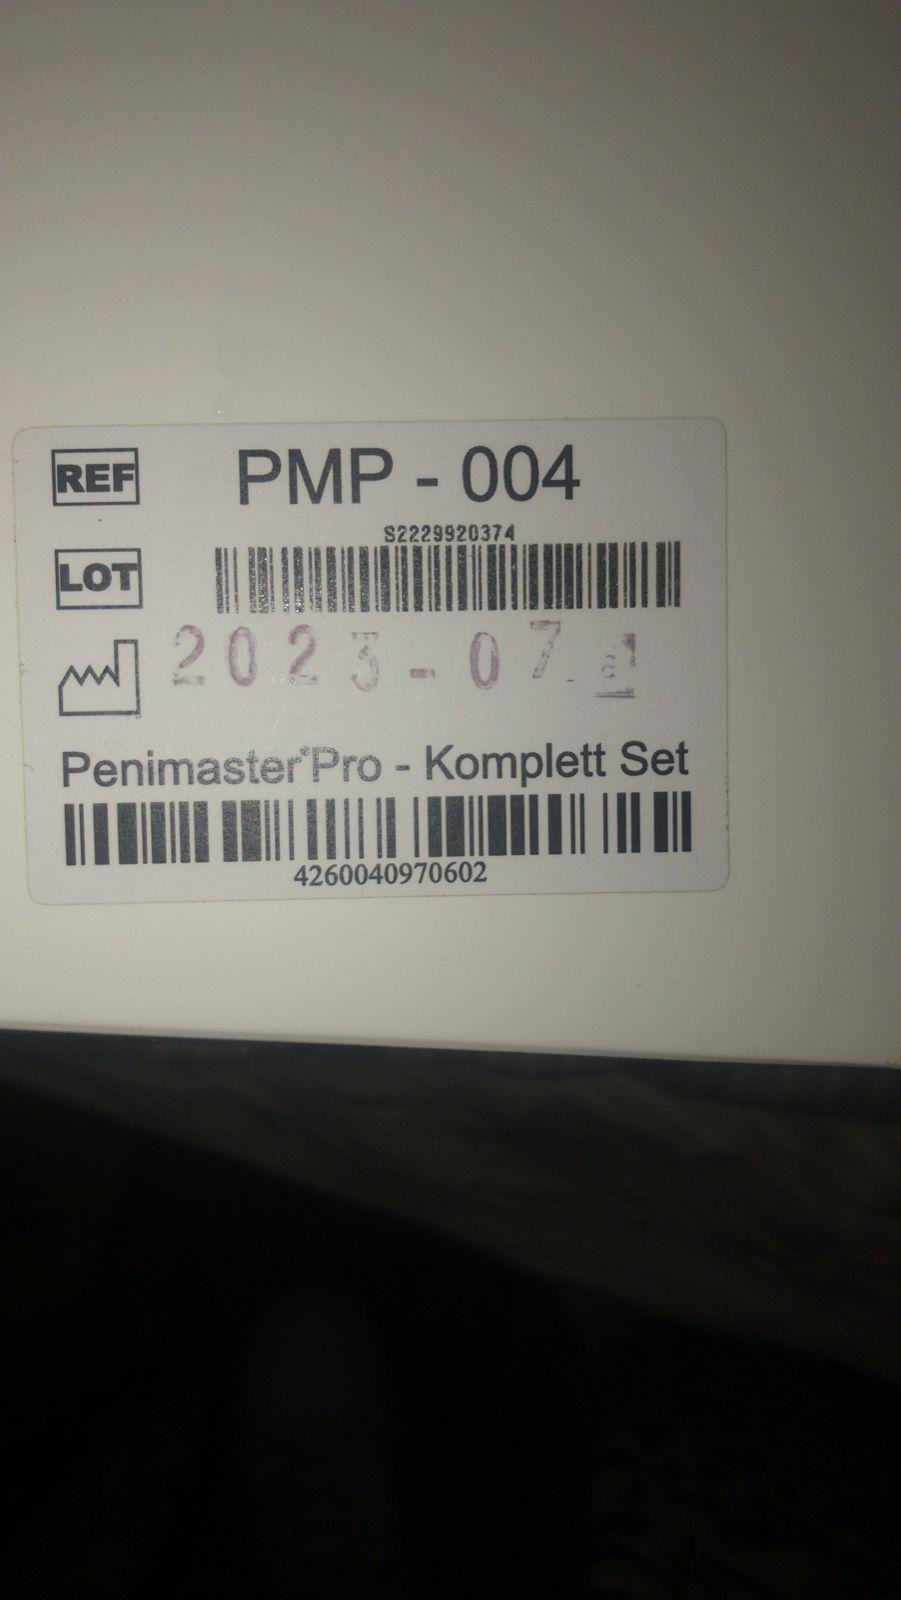 REF PMP - 004
S2229920374
LOT
2023-07
Penimaster®Pro - Komplett Set
4260040970602